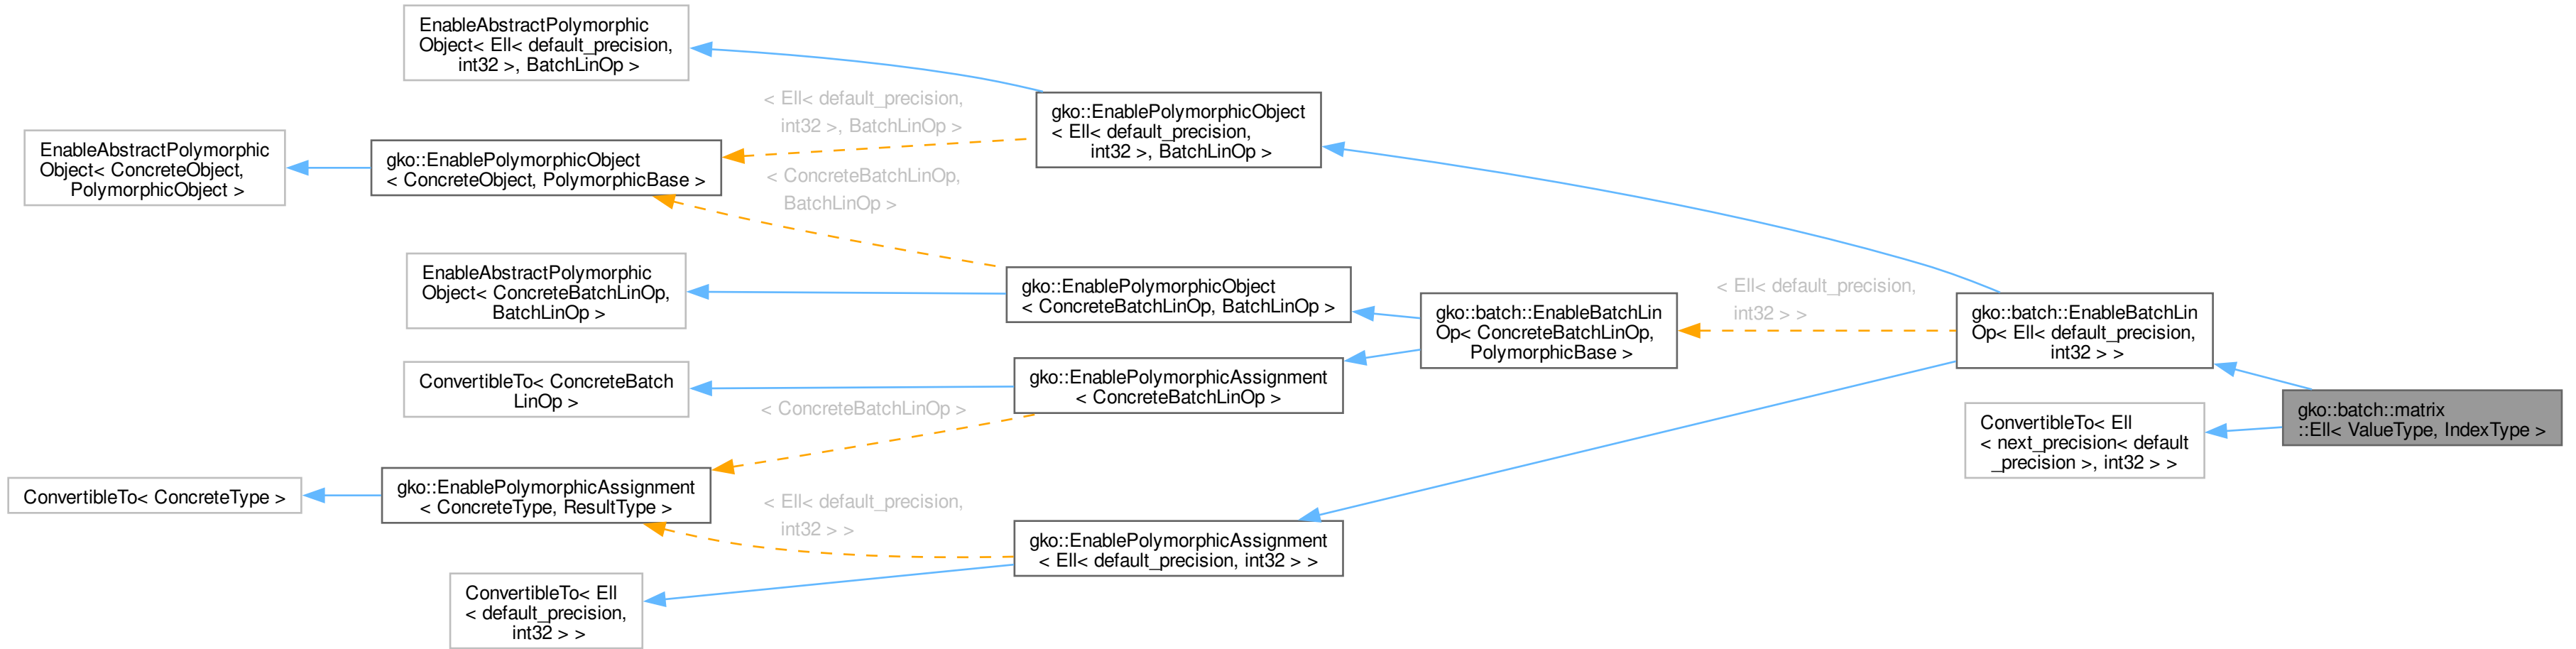 EnableAbstractPolymorphic
Object< Ell< default_precision,
int32 >, BatchLinOp >
< Ell< default_precision,
int32 >, BatchLinOp >
gko::EnablePolymorphicObject
< Ell< default_precision,
int32 >, BatchLinOp >
EnableAbstractPolymorphic
Object< ConcreteObject,
PolymorphicObject >
gko::EnablePolymorphicObject
< ConcreteObject, PolymorphicBase >
< ConcreteBatchLinOp,
BatchLinOp >
EnableAbstractPolymorphic
Object< ConcreteBatchLinOp,
BatchLinOp >
gko::EnablePolymorphicObject
< ConcreteBatchLinOp, BatchLinOp >
gko::batch::EnableBatchLin
Op< ConcreteBatchLinOp,
PolymorphicBase >
< Ell< default_precision,
int32 > >
gko::batch::EnableBatchLin
Op< Ell< default_precision,
int32 > >
ConvertibleTo< ConcreteBatch
LinOp >
gko::EnablePolymorphicAssignment
< ConcreteBatchLinOp >
< ConcreteBatchLinOp >
gko::batch::matrix
::Ell< ValueType, IndexType >
ConvertibleTo< Ell
< next_precision< default
_precision >, int32 > >
ConvertibleTo< ConcreteType >
gko::EnablePolymorphicAssignment
< ConcreteType, ResultType >
< Ell< default_precision,
int32 > >
gko::EnablePolymorphicAssignment
< Ell< default_precision, int32 > >
ConvertibleTo< Ell
< default_precision,
int32 > >